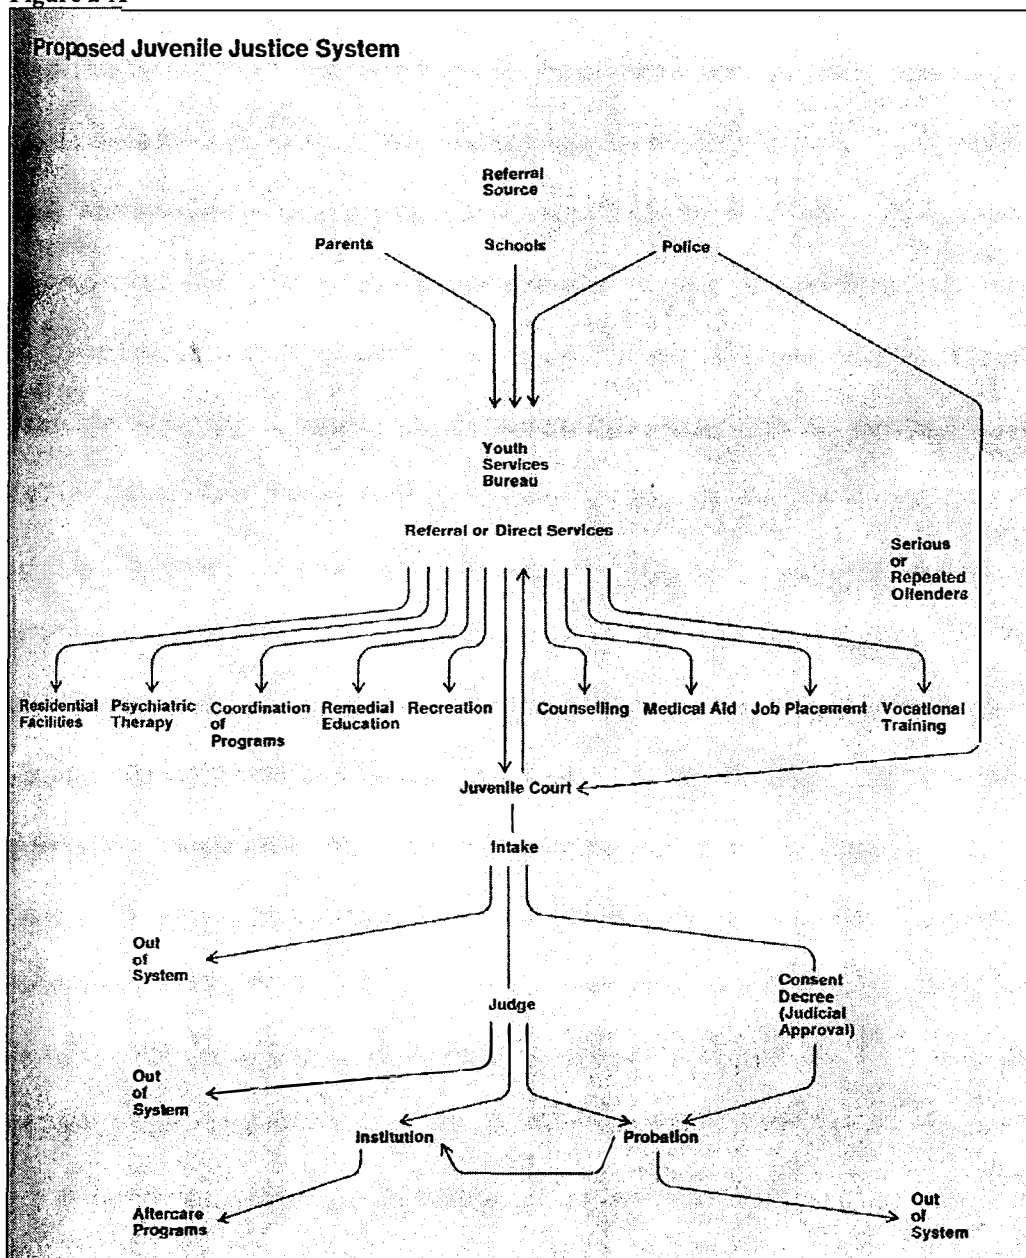 Proposed Juvenile Justice System
Referral
Source
Parents
Schools
Police
Youth
Services
Bureau
Referral or Direct Services
Serious
or
Repeated
Offenders
Residential
Facilities
Psychiatric
Therapy
Coordination
of
Programs
Remedial
Education
Recreation
Counselling
Medical Aid
Job Placement
Vocational
Training
Juvenile Court
Intake
Out
of
System
Judge
Consent
Decree
(Judicial
Approval)
Out
of
System
Institution
Probation
Aftercare
Programs
Out
of
System